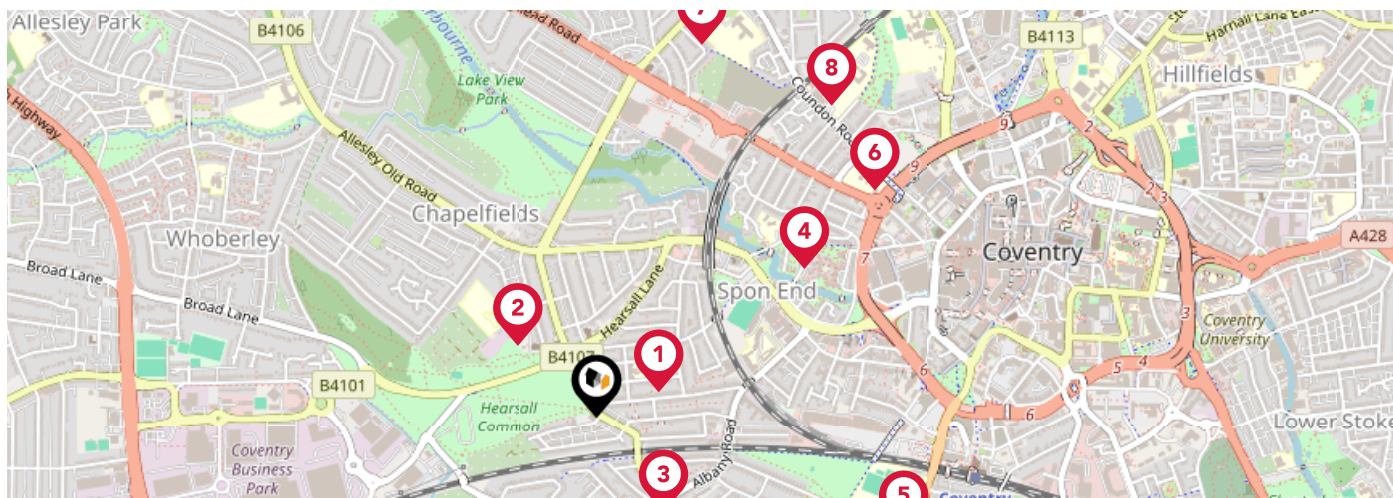 Allesley Park
B4106
Lake View
Park
7
8
Coundon Road
B4113
Harnall Lane East
Hillfields
Allesley Old Road
6
9
9
2
2
3
Chapelfields
Whoberley
4
7
Coventry
A428
Broad Lane
Broad Lane
Spon End
Hearsall Lane
2
B4107
1
3
Coventry
University
B4101
6
5
4
Hearsall
Common
6
Lower Stoke
Coventry
Business
Park
3
Albany Road
5
Coventry